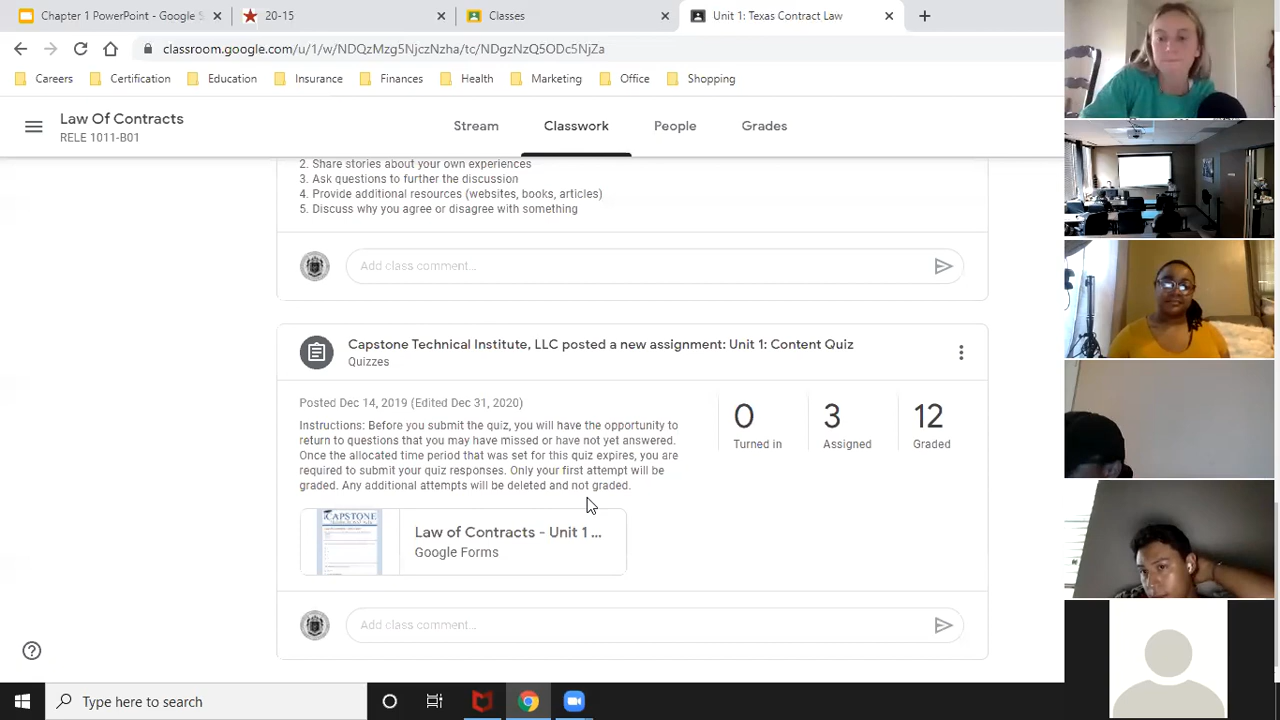 Chapter 1 PowerPoint - Google S
20-15
Classes
Unit 1: Texas Contract Law
classroom.google.com/u/1/w/NDQzMzg5NjczNzha/tc/NDgzNzQ5ODc5NjZa
Careers
Certification
Education
Insurance
Finances
Health
Marketing
Office
Shopping
Law Of Contracts
RELE 1011-B01
Stream
Classwork
People
Grades
2. Share stories about your own experiences
3. Ask questions to further the discussion
4. Provide additional resources (websites, books, articles)
5. Discuss why you agree or disagree with something
Add class comment...
Capstone Technical Institute, LLC posted a new assignment: Unit 1: Content Quiz
Quizzes
Posted Dec 14, 2019 (Edited Dec 31, 2020)
Instructions: Before you submit the quiz, you will have the opportunity to
return to questions that you may have missed or have not yet answered.
Once the allocated time period that was set for this quiz expires, you are
required to submit your quiz responses. Only your first attempt will be
graded. Any additional attempts will be deleted and not graded.
0
Turned in
3
Assigned
12
Graded
CAPSTONE
Law of Contracts - Unit 1 ...
Google Forms
Add class comment...
Type here to search